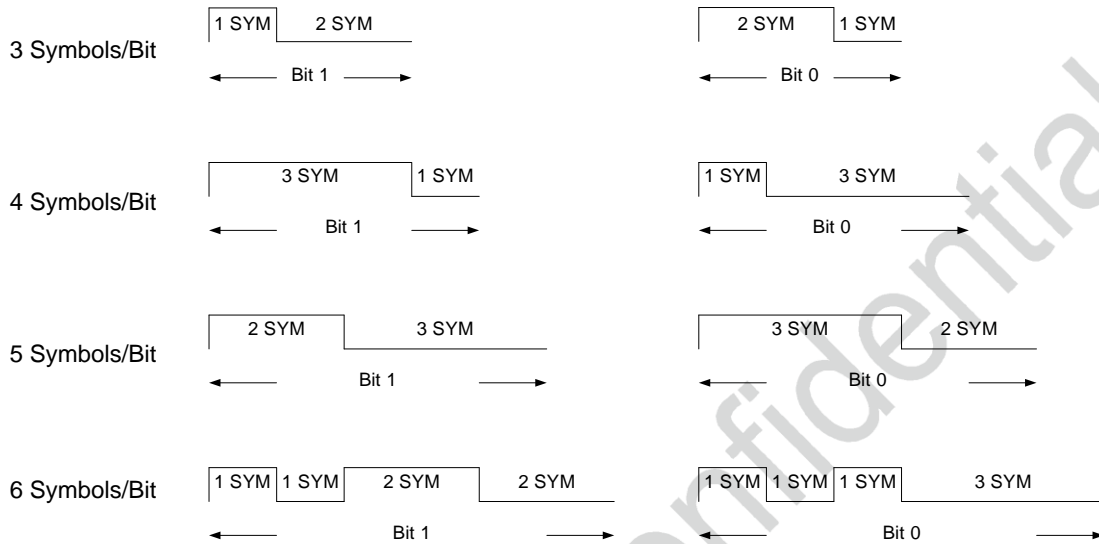 1 SYM 2 SYM 2 SYM 1 SYM
3 Symbols/Bit
Bit 1 Bit 0
3 SYM 1 SYM 1 SYM 3 SYM
4 Symbols/Bit
Bit 1 Bit 0
2 SYM 3 SYM 3 SYM 2 SYM
5 Symbols/Bit
Bit 1 Bit 0
1 SYM 1 SYM 2 SYM 2 SYM 1 SYM 1 SYM 1 SYM 3 SYM
6 Symbols/Bit
Bit 1 Bit 0
onfidential